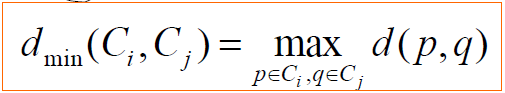 d_min(C_i, C_j) = max_{p∈C_i, q∈C_j} d(p, q)